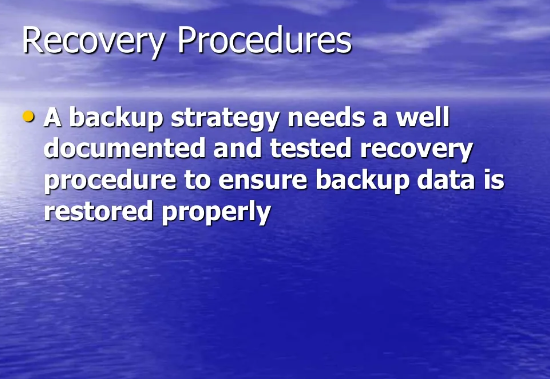 Recovery Procedures
• A backup strategy needs a well
documented and tested recovery
procedure to ensure backup data is
restored properly